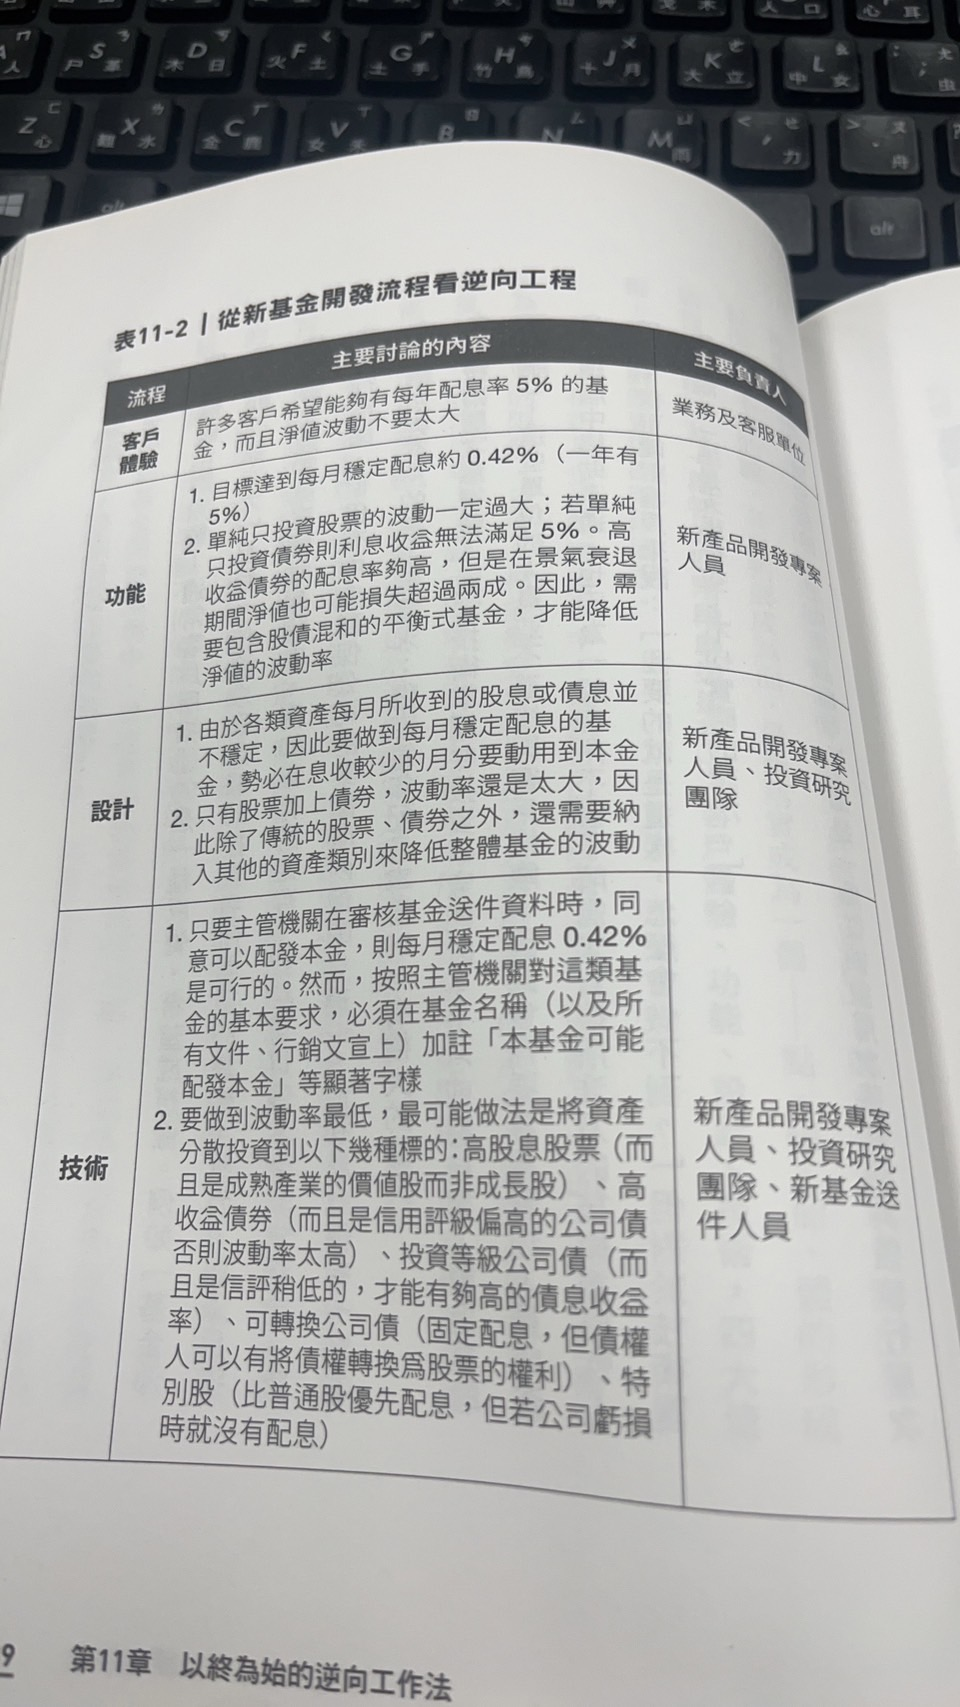 表11-2 | 從新基金開發流程看逆向工程
流程
主要討論的內容
主要負責人
客戶
體驗
許多客戶希望能夠有每年配息率 5% 的基
金，而且淨值波動不要太大
業務及客服單位
功能
1. 目標達到每月穩定配息約 0.42%（一年有
5%）
2. 單純只投資股票的波動一定過大；若單純
只投資債券則利息收益無法滿足 5%。高
收益債券的配息率夠高，但是在景氣衰退
期間淨值也可能損失超過兩成。因此，需
要包含股債混和的平衡式基金，才能降低
淨值的波動率
新產品開發專案
人員
設計
1. 由於各類資產每月所收到的股息或債息並
不穩定，因此要做到每月穩定配息的基
金，勢必在息收較少的月分要動用到本金
2. 只有股票加上債券，波動率還是太大，因
此除了傳統的股票、債券之外，還需要納
入其他的資產類別來降低整體基金的波動
新產品開發專案
人員、投資研究
團隊
技術
1. 只要主管機關在審核基金送件資料時，同
意可以配發本金，則每月穩定配息 0.42%
是可行的。然而，按照主管機關對這類基
金的基本要求，必須在基金名稱（以及所
有文件、行銷文宣上）加註「本基金可能
配發本金」等顯著字樣
2. 要做到波動率最低，最可能做法是將資產
分散投資到以下幾種標的：高股息股票（而
且是成熟產業的價值股而非成長股）、高
收益債券（而且是信用評級偏高的公司債
否則波動率太高）、投資等級公司債（而
且是信評稍低的，才能有夠高的債息收益
率）、可轉換公司債（固定配息，但債權
人可以有將債權轉換為股票的權利）、特
別股（比普通股優先配息，但若公司虧損
時就沒有配息）
新產品開發專案
人員、投資研究
團隊、新基金送
件人員
9 第11章 以終為始的逆向工作法